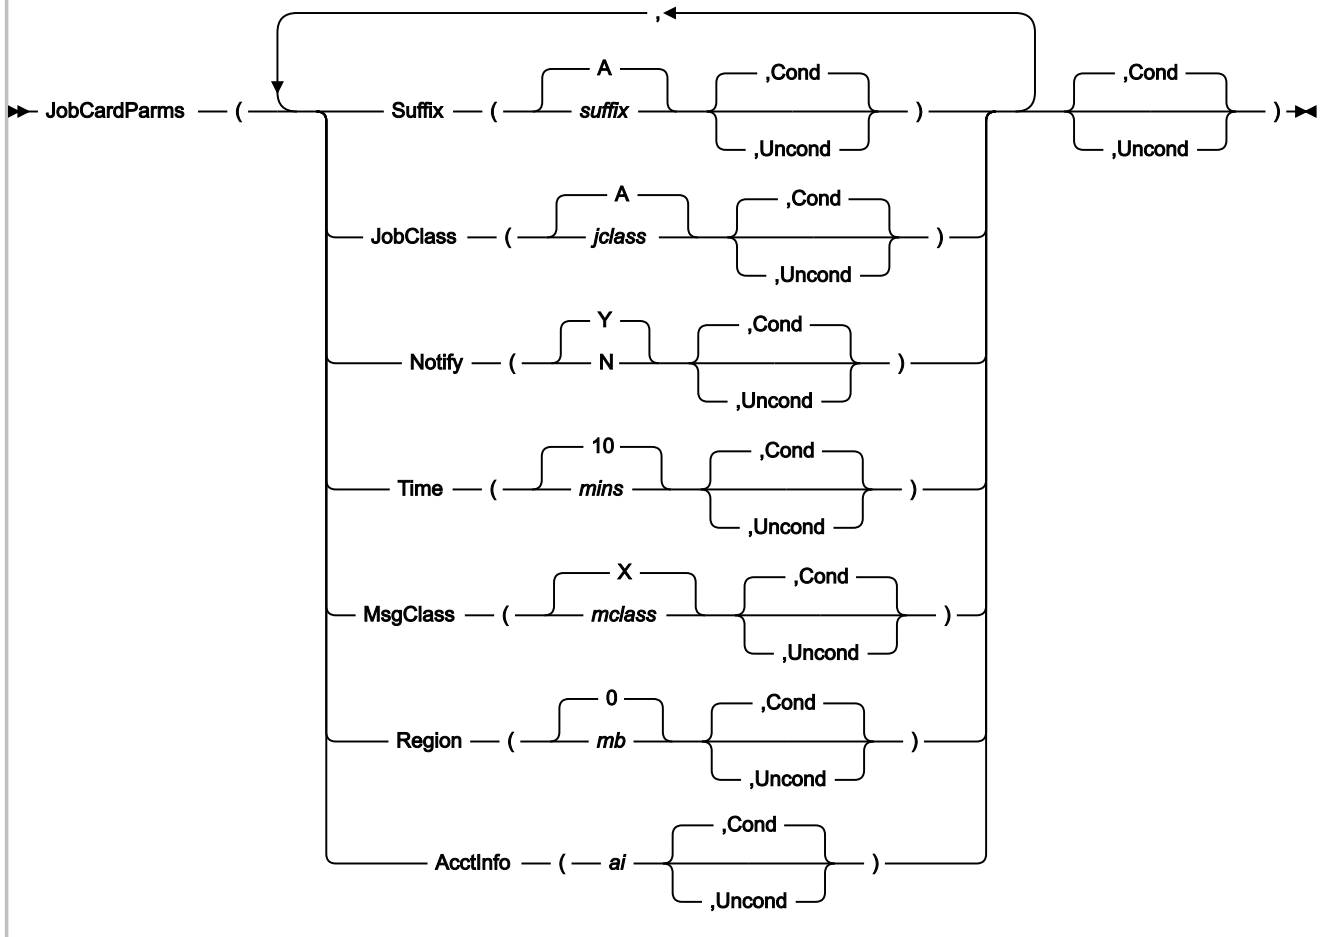 ,
A ,Cond ,Cond
JobCardParms ( Suffix ( suffix ) )
,Uncond ,Uncond
A ,Cond
JobClass ( jclass )
,Uncond
Y ,Cond
Notify ( N )
,Uncond
10 ,Cond
Time ( mins )
,Uncond
X ,Cond
MsgClass ( mclass )
,Uncond
0 ,Cond
Region ( mb )
,Uncond
,Cond
AcctInfo ( ai )
,Uncond